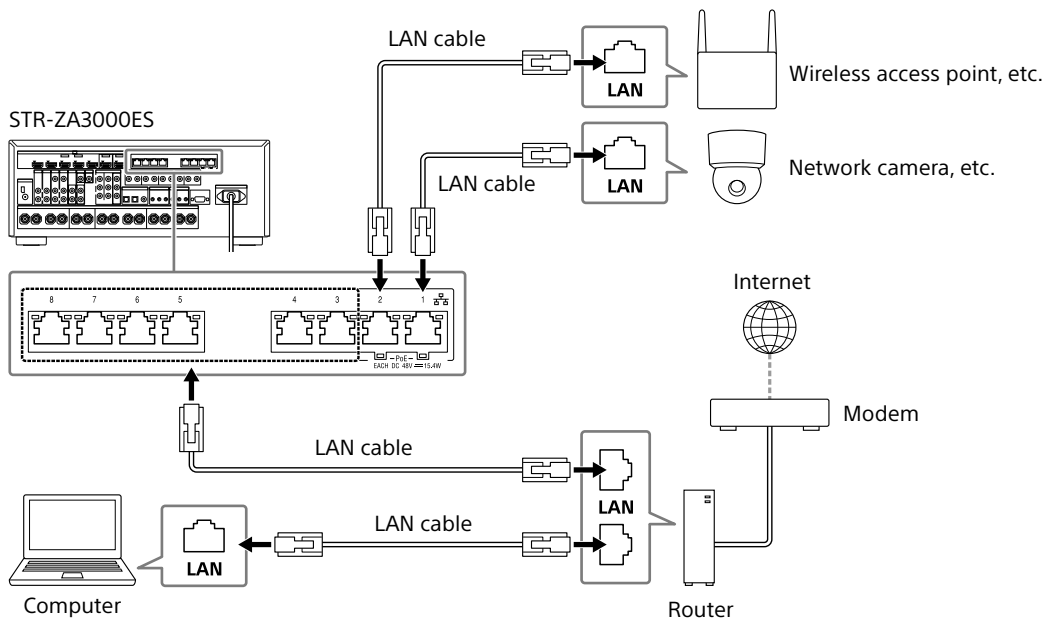 LAN cable
LAN
Wireless access point, etc.
STR-ZA3000ES
LAN cable
LAN
Network camera, etc.
8 7 6 5 4 3 2 1
PoE
EACH DC 48V 15.4W
Internet
Modem
LAN cable
LAN
LAN cable
LAN
Computer
Router